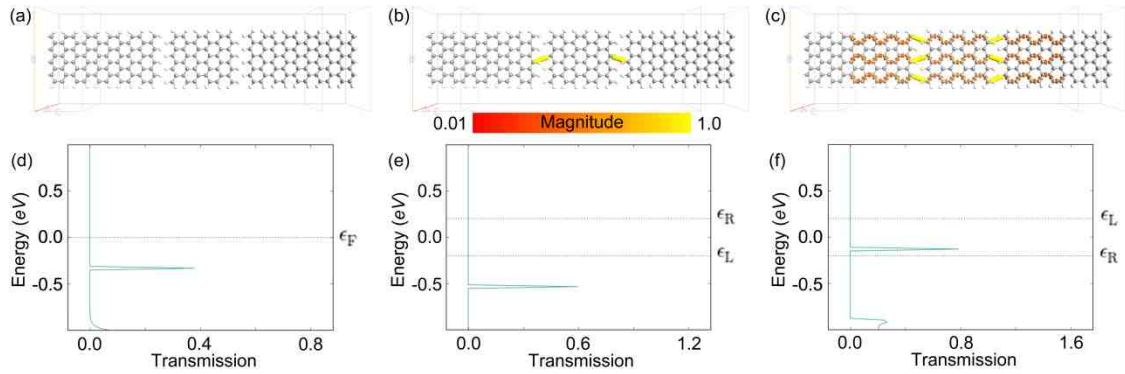 (a)
(b)
(c)
0.01 Magnitude 1.0
(d)
Energy (eV)
0.5
0.0
-0.5
ϵF
0.0 0.4 0.8
Transmission
(e)
Energy (eV)
0.5
0.0
-0.5
ϵR
ϵL
0.0 0.6 1.2
Transmission
(f)
Energy (eV)
0.5
0.0
-0.5
ϵL
ϵR
0.0 0.8 1.6
Transmission